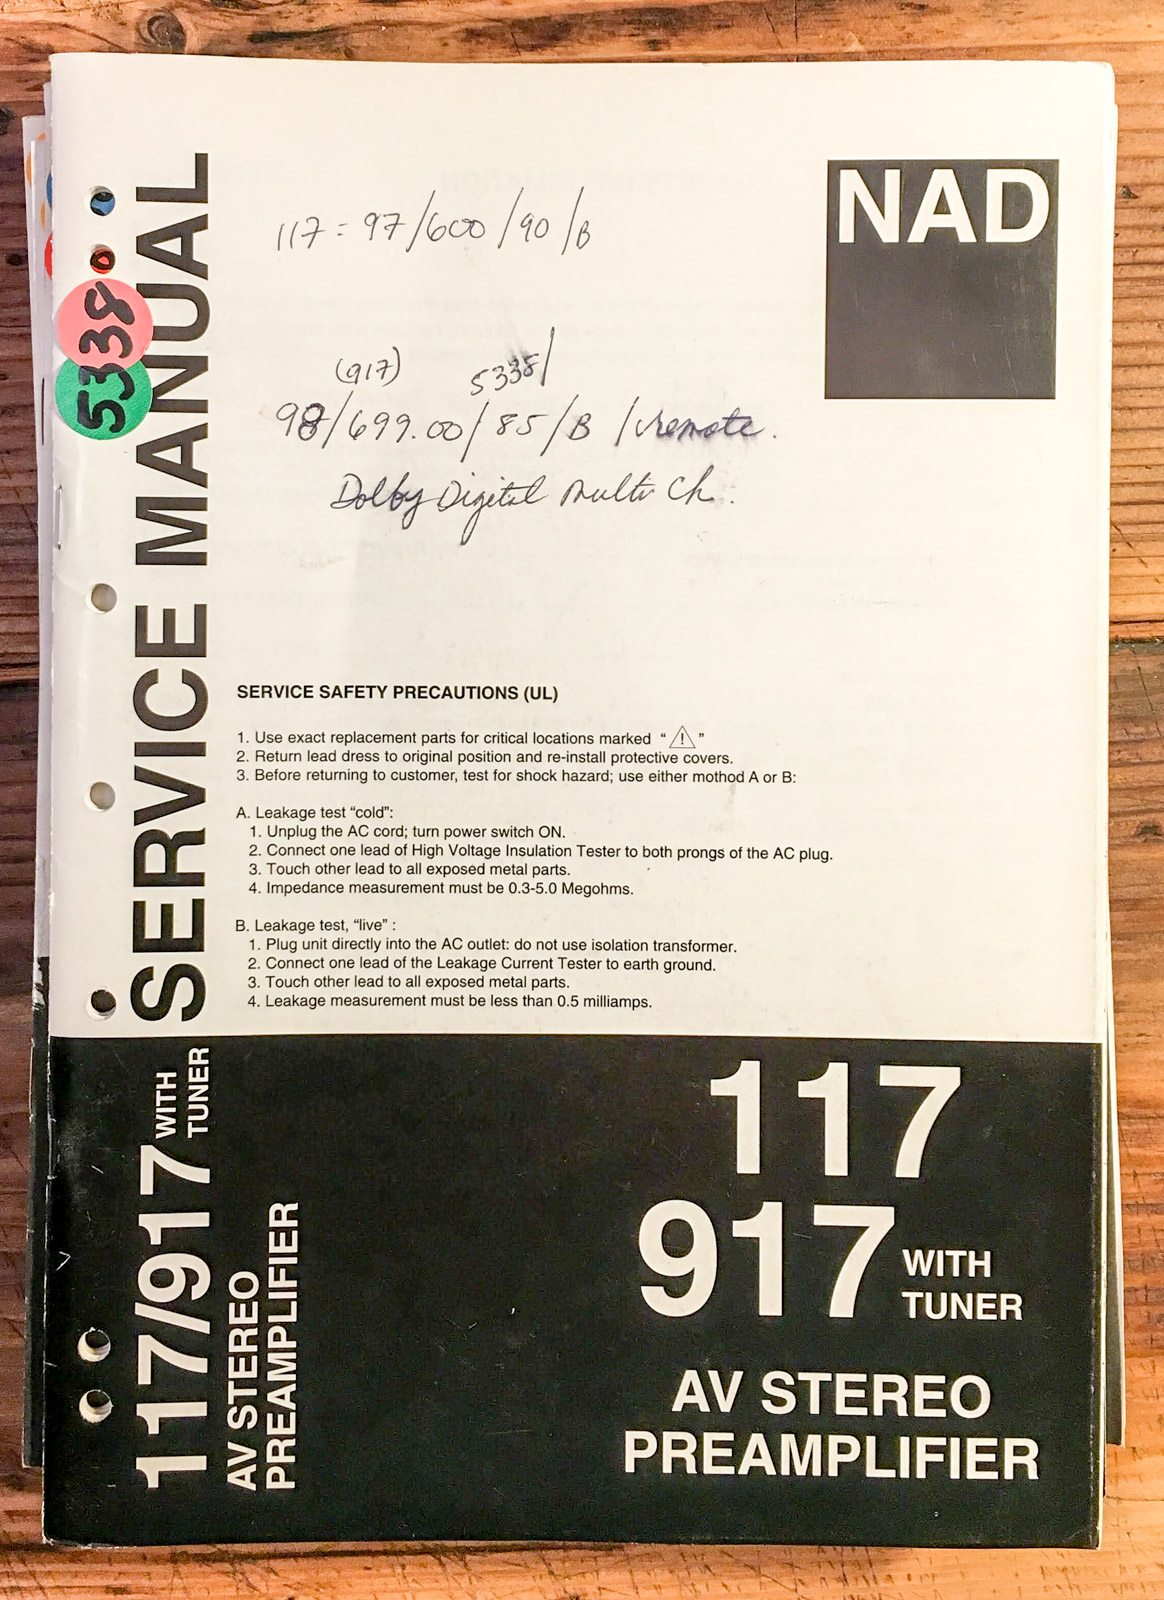 NAD
117 = 97/600/90/B
(917) 5338/
98/699.00/85/B/remote.
Dolby Digital Multi Ch.
5338
SERVICE MANUAL
SERVICE SAFETY PRECAUTIONS (UL)
1. Use exact replacement parts for critical locations marked “ ! ”
2. Return lead dress to original position and re-install protective covers.
3. Before returning to customer, test for shock hazard; use either mothod A or B:
A. Leakage test “cold”:
1. Unplug the AC cord; turn power switch ON.
2. Connect one lead of High Voltage Insulation Tester to both prongs of the AC plug.
3. Touch other lead to all exposed metal parts.
4. Impedance measurement must be 0.3-5.0 Megohms.
B. Leakage test, “live” :
1. Plug unit directly into the AC outlet: do not use isolation transformer.
2. Connect one lead of the Leakage Current Tester to earth ground.
3. Touch other lead to all exposed metal parts.
4. Leakage measurement must be less than 0.5 milliamps.
117/917 WITH
TUNER
AV STEREO
PREAMPLIFIER
117
917 WITH
TUNER
AV STEREO
PREAMPLIFIER